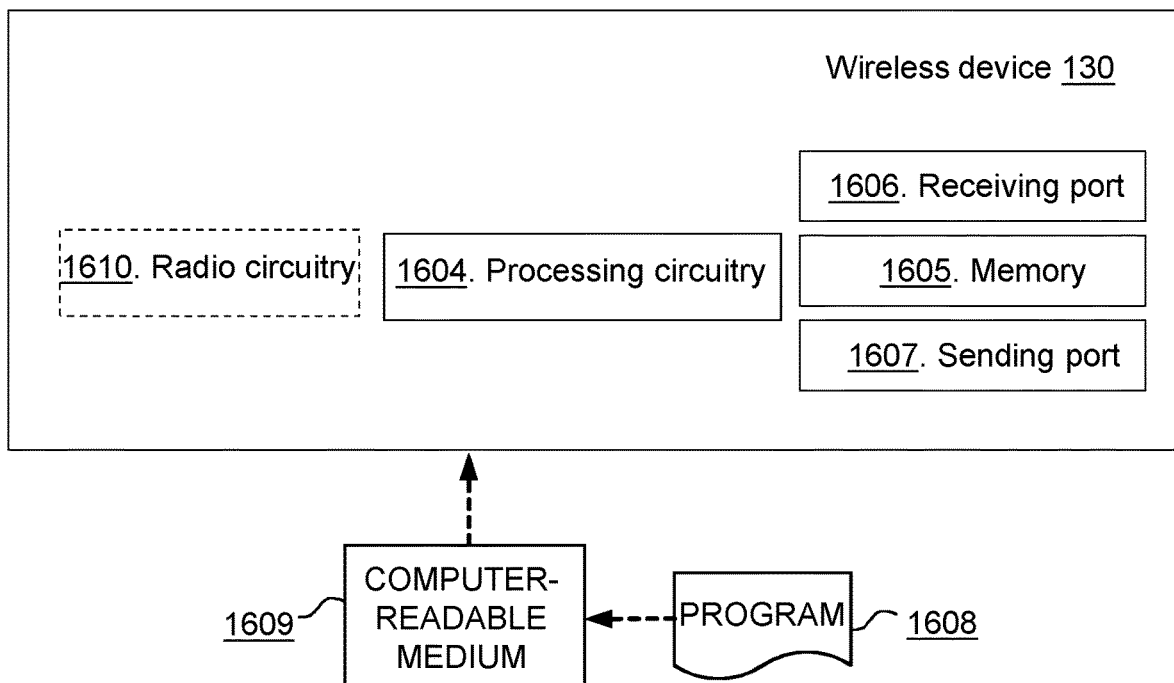 Wireless device 130
1606. Receiving port
1610. Radio circuitry
1604. Processing circuitry
1605. Memory
1607. Sending port
COMPUTER-
READABLE
MEDIUM
1609
PROGRAM
1608